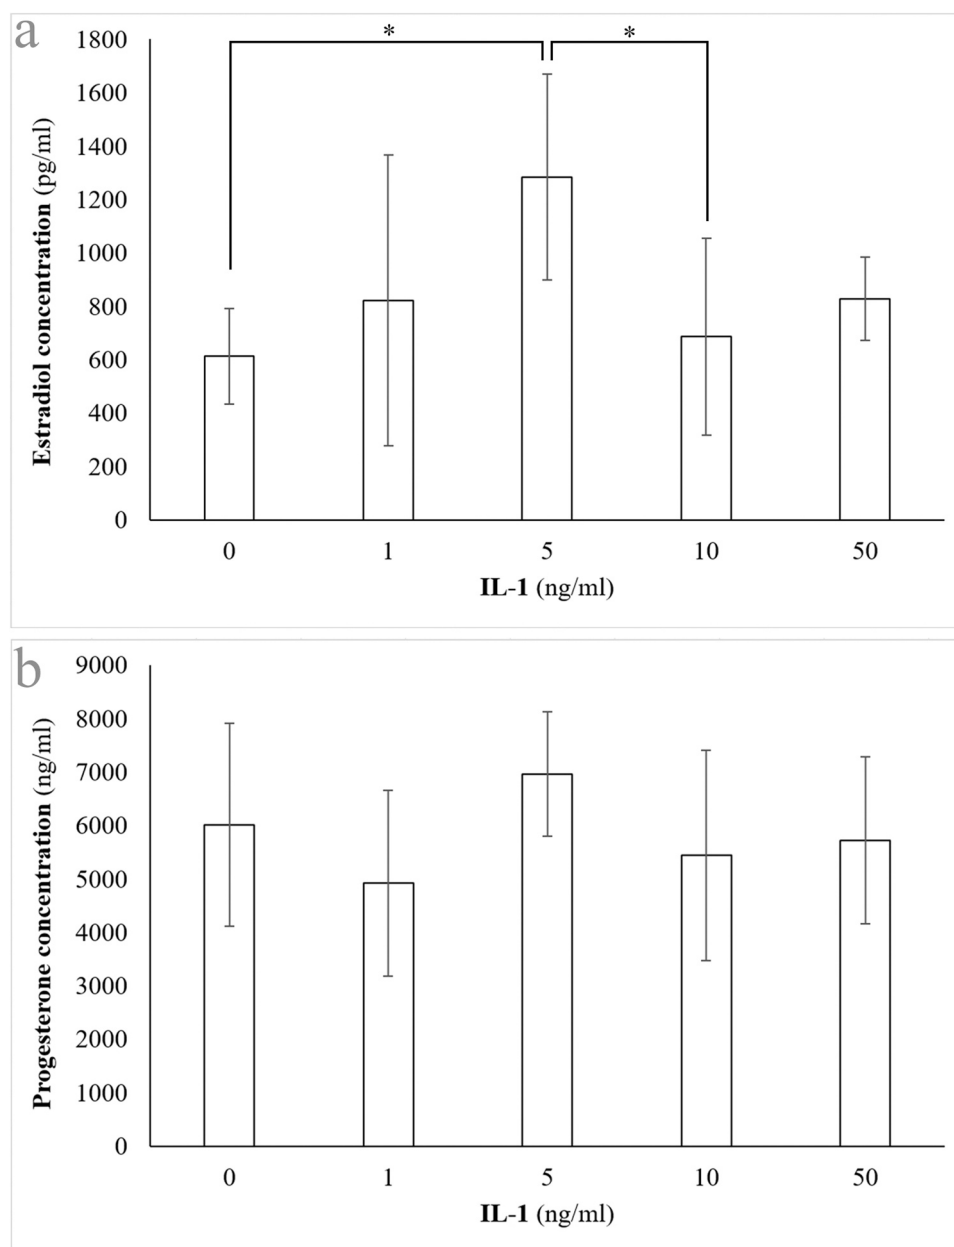 a
* *
1800
1600
1400
1200
1000
800
600
400
200
0
Estradiol concentration (pg/ml)
0 1 5 10 50
IL-1 (ng/ml)
b
9000
8000
7000
6000
5000
4000
3000
2000
1000
0
Progesterone concentration (ng/ml)
0 1 5 10 50
IL-1 (ng/ml)